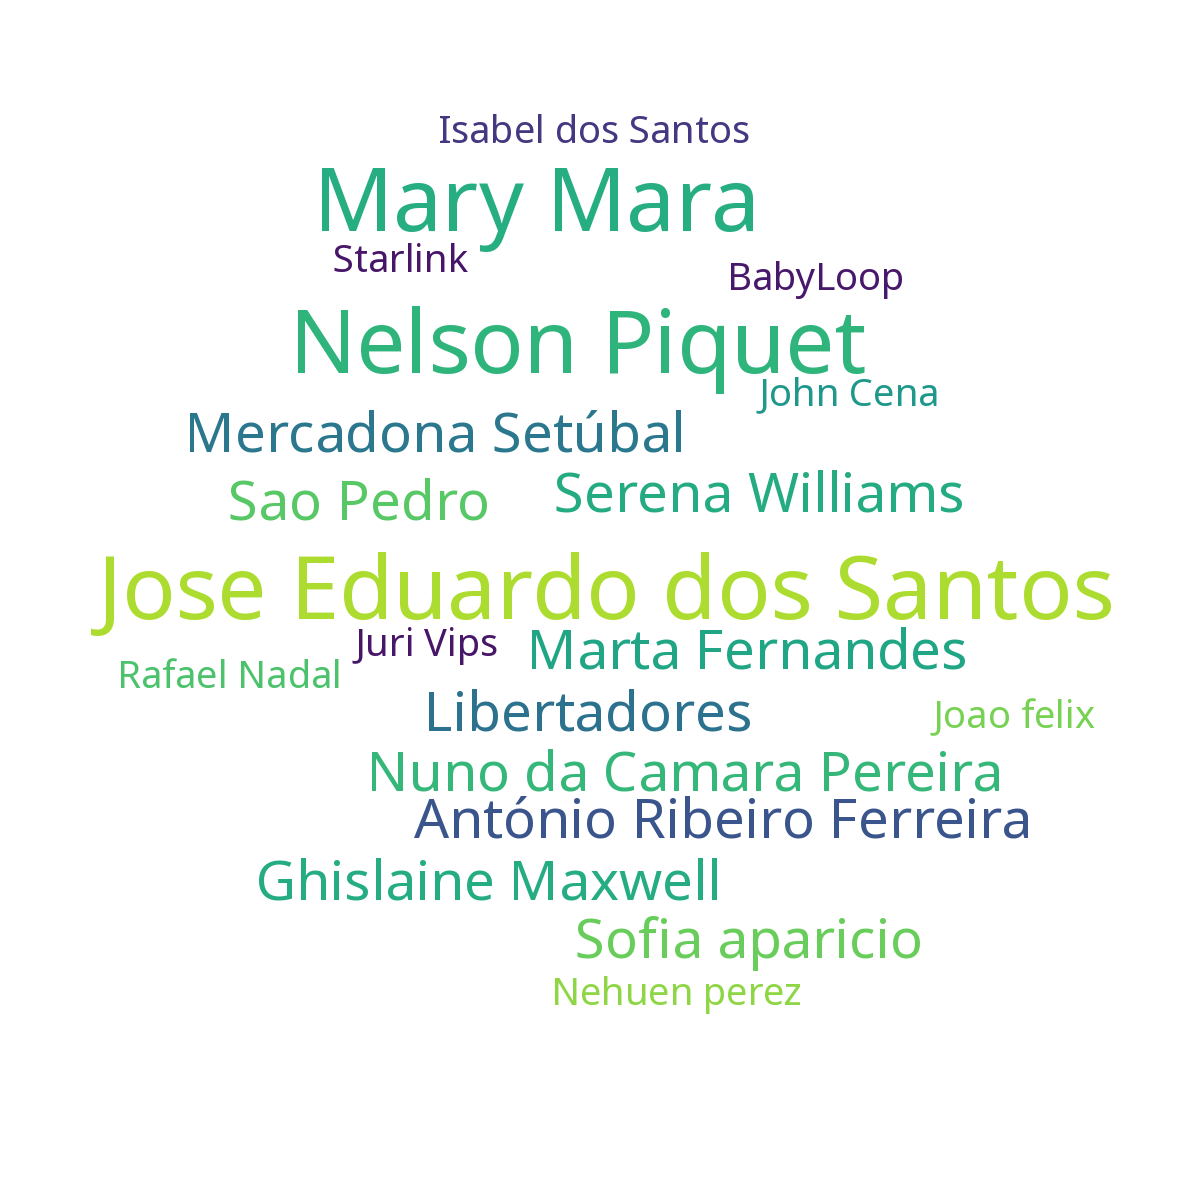 Isabel dos Santos
Mary Mara
Starlink
BabyLoop
Nelson Piquet
John Cena
Mercadona Setúbal
Serena Williams
Sao Pedro
Jose Eduardo dos Santos
Juri Vips
Marta Fernandes
Rafael Nadal
Libertadores
Joao felix
Nuno da Camara Pereira
António Ribeiro Ferreira
Ghislaine Maxwell
Sofia aparicio
Nehuen perez